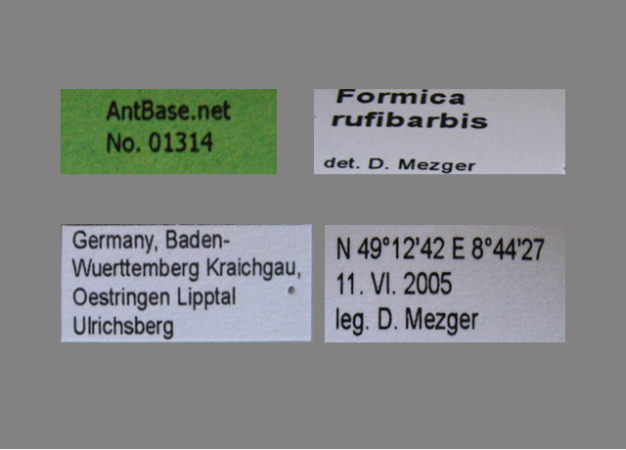 AntBase.net
No. 01314
Formica
rufibarbis
det. D. Mezger
Germany, Baden-
Wuerttemberg Kraichgau,
Oestringen Lipptal
Ulrichsberg
N 49°12'42 E 8°44'27
11. VI. 2005
leg. D. Mezger